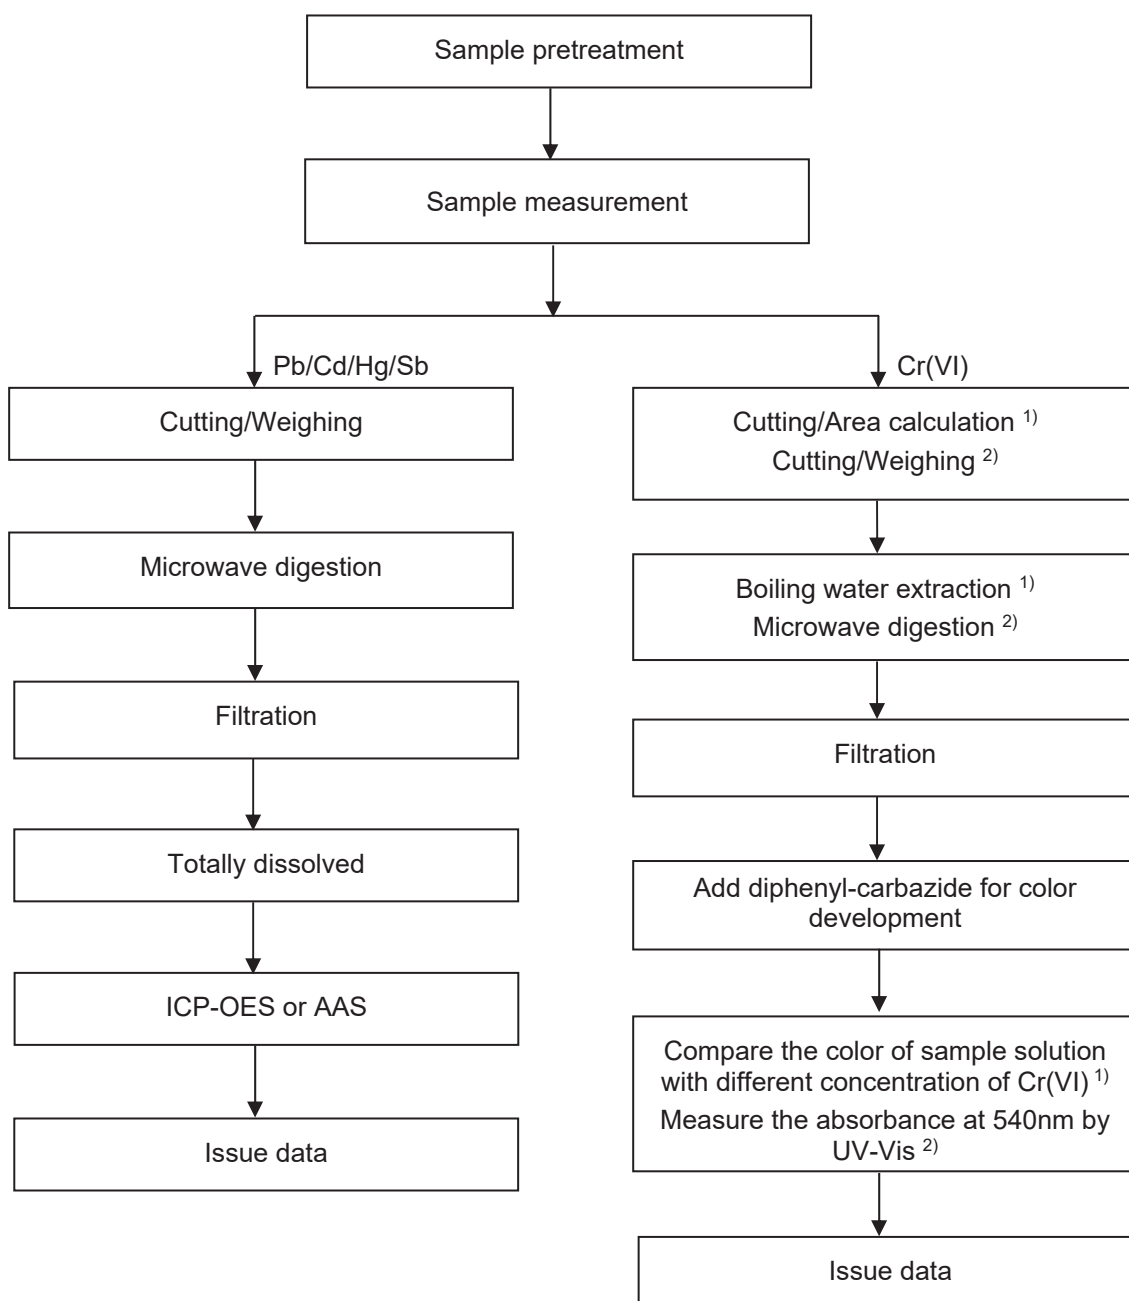 Sample pretreatment
Sample measurement
Pb/Cd/Hg/Sb
Cutting/Weighing
Microwave digestion
Filtration
Totally dissolved
ICP-OES or AAS
Issue data
Cr(VI)
Cutting/Area calculation 1)
Cutting/Weighing 2)
Boiling water extraction 1)
Microwave digestion 2)
Filtration
Add diphenyl-carbazide for color
development
Compare the color of sample solution
with different concentration of Cr(VI) 1)
Measure the absorbance at 540nm by
UV-Vis 2)
Issue data